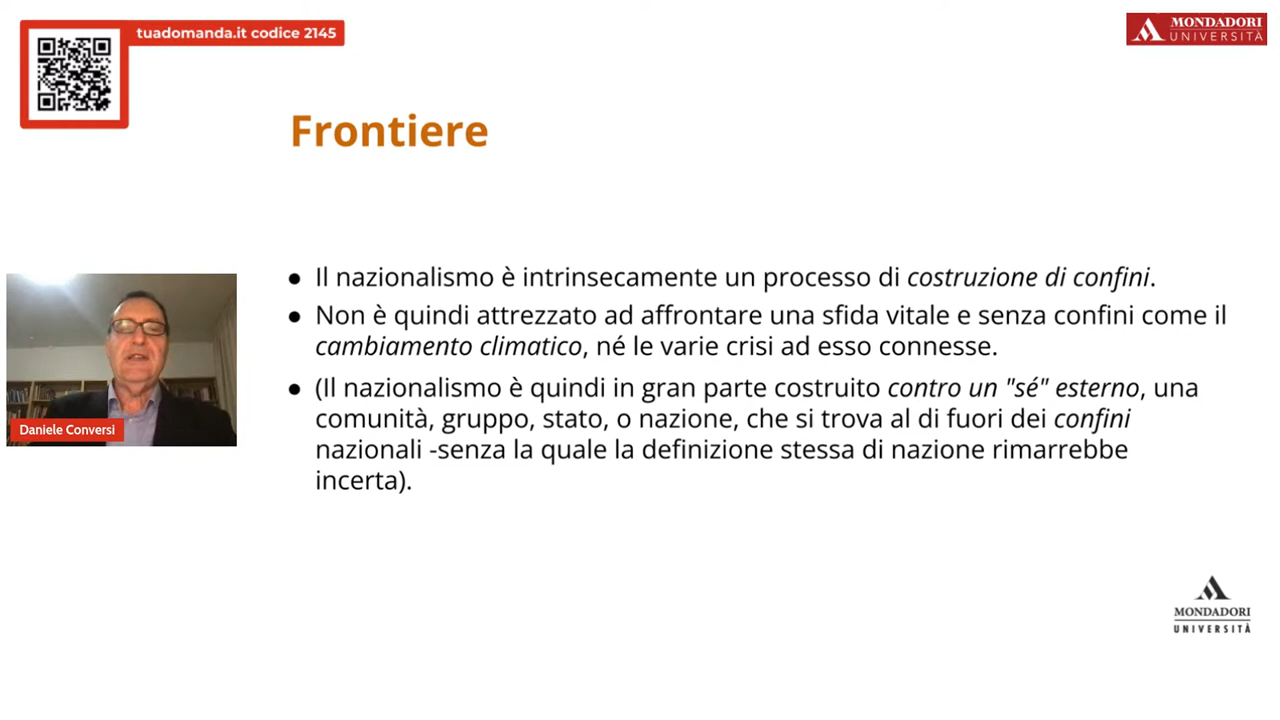 tuadomanda.it codice 2145
MONDADORI
UNIVERSITÀ
Frontiere
● Il nazionalismo è intrinsecamente un processo di costruzione di confini.
● Non è quindi attrezzato ad affrontare una sfida vitale e senza confini come il
cambiamento climatico, né le varie crisi ad esso connesse.
● (Il nazionalismo è quindi in gran parte costruito contro un "sé" esterno, una
comunità, gruppo, stato, o nazione, che si trova al di fuori dei confini
nazionali -senza la quale la definizione stessa di nazione rimarrebbe
incerta).
Daniele Conversi
MONDADORI
UNIVERSITÀ